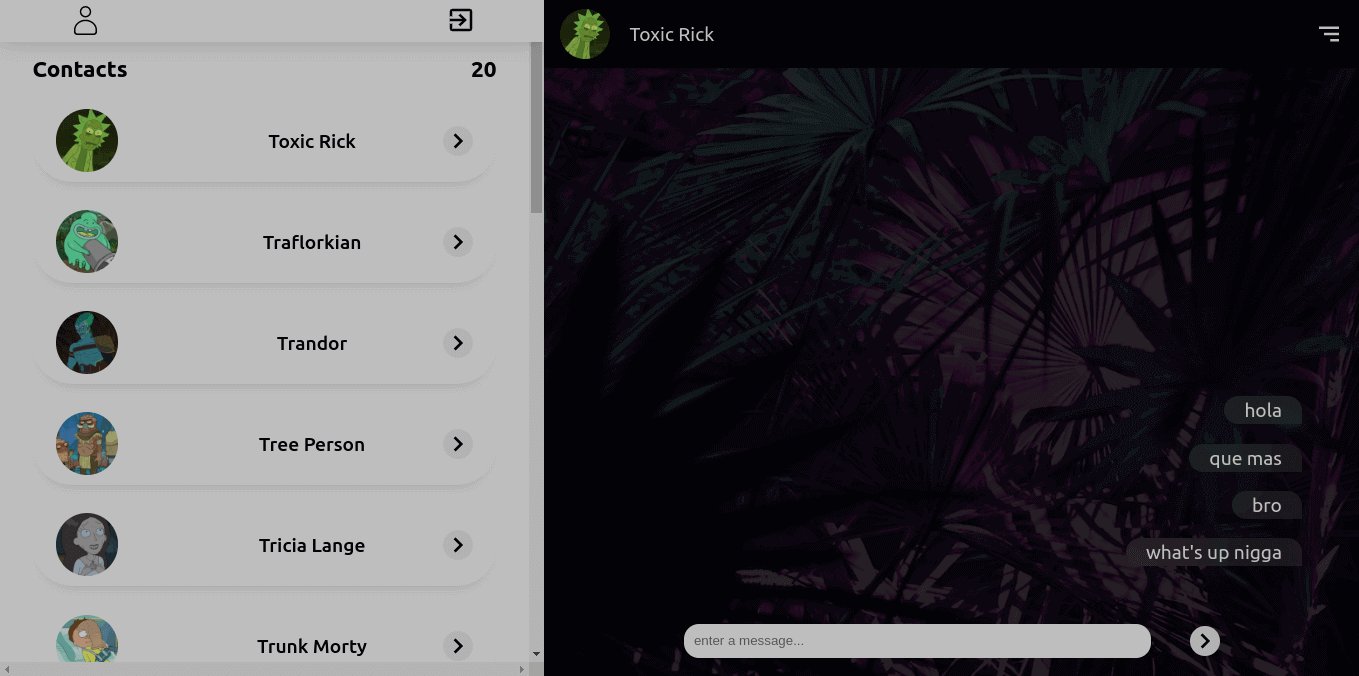 Contacts 20
Toxic Rick
Traflorkian
Trandor
Tree Person
Tricia Lange
Trunk Morty
Toxic Rick
hola
que mas
bro
what's up nigga
enter a message...